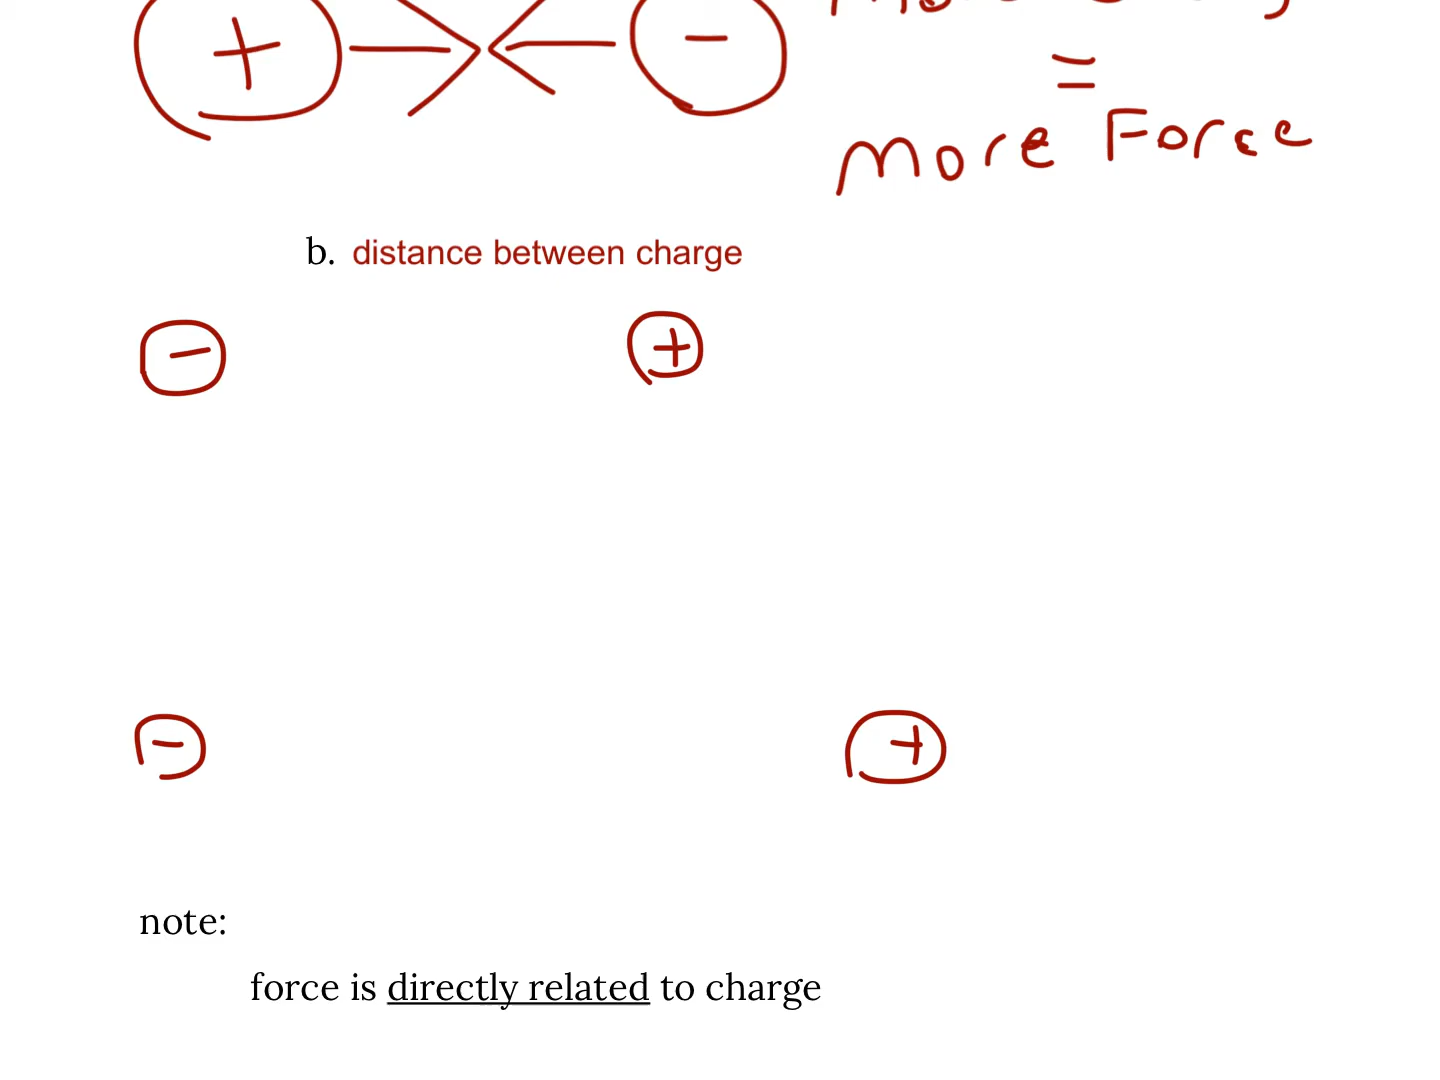 + -
=
More Force
b. distance between charge
- +
- +
note:
force is directly related to charge